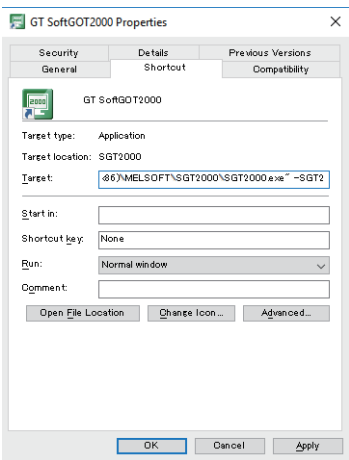 GT SoftGOT2000 Properties
Security Details Previous Versions
General Shortcut Compatibility
2000
GT SoftGOT2000
Target type: Application
Target location: SGT2000
Target: :86)\MELSOFT\SGT2000\SGT2000.exe" -SGT2
Start in:
Shortcut key: None
Run: Normal window
Comment:
Open File Location Change Icon... Advanced...
OK Cancel Apply